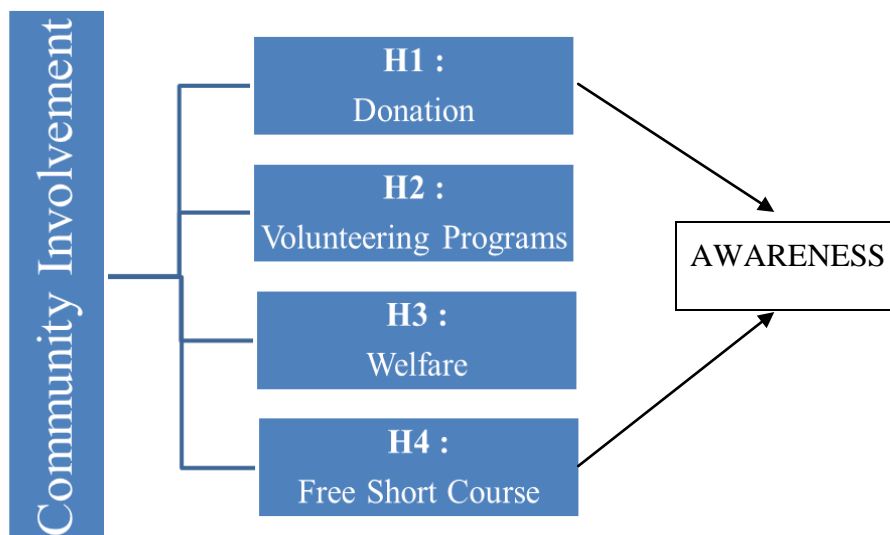 Community Involvement
H1 :
Donation
H2 :
Volunteering Programs
H3 :
Welfare
H4 :
Free Short Course
AWARENESS